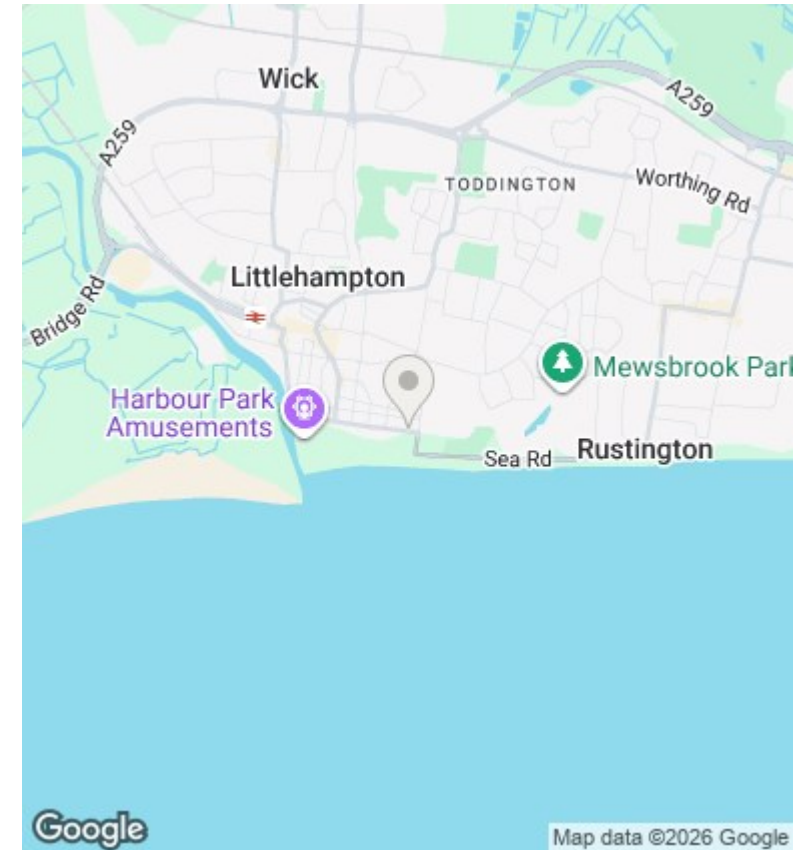 Wick
A259
A259
TODDINGTON
Worthing Rd
Littlehampton
Bridge Rd
Mewsbrook Park
Harbour Park
Amusements
Sea Rd
Rustington
Google
Map data ©2026 Google